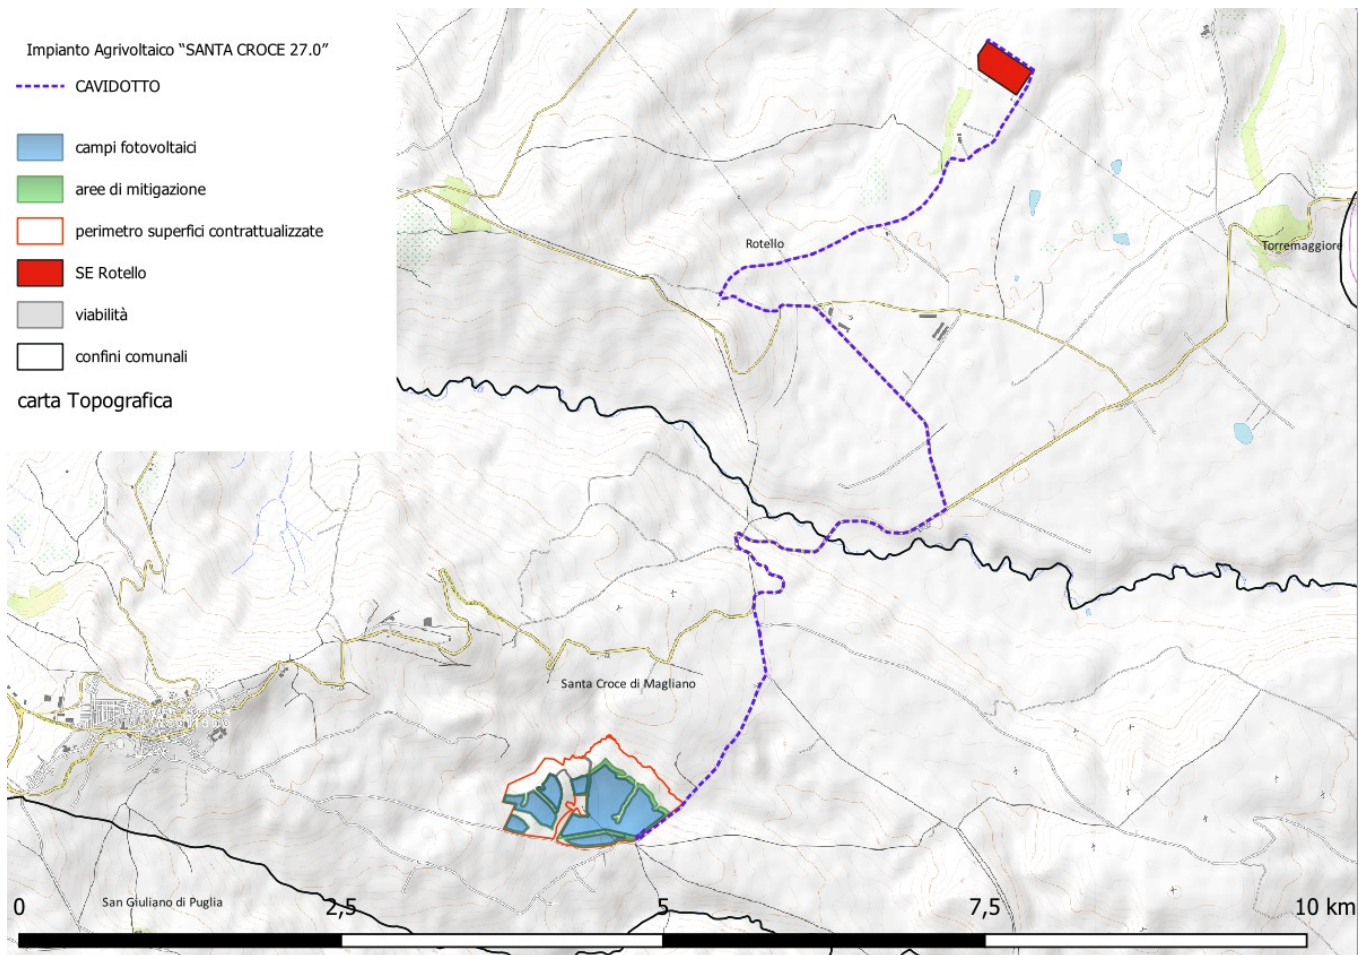 Impianto Agrivoltaico “SANTA CROCE 27.0”
CAVIDOTTO
campi fotovoltaici
aree di mitigazione
perimetro superfici contrattualizzate
SE Rotello
viabilità
confini comunali
carta Topografica
Rotello
Torremaggiore
Santa Croce di Magliano
San Giuliano di Puglia
0 2,5 5 7,5 10 km